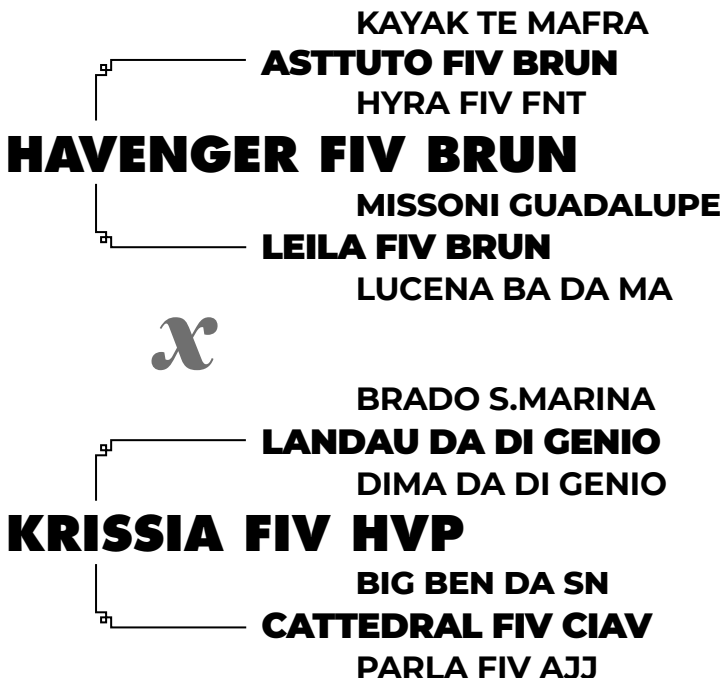 KAYAK TE MAFRA
ASTTUTO FIV BRUN
HYRA FIV FNT
HAVENGER FIV BRUN
MISSONI GUADALUPE
LEILA FIV BRUN
LUCENA BA DA MA
x
BRADO S.MARINA
LANDAU DA DI GENIO
DIMA DA DI GENIO
KRISSIA FIV HVP
BIG BEN DA SN
CATTEDRAL FIV CIAV
PARLA FIV AJJ